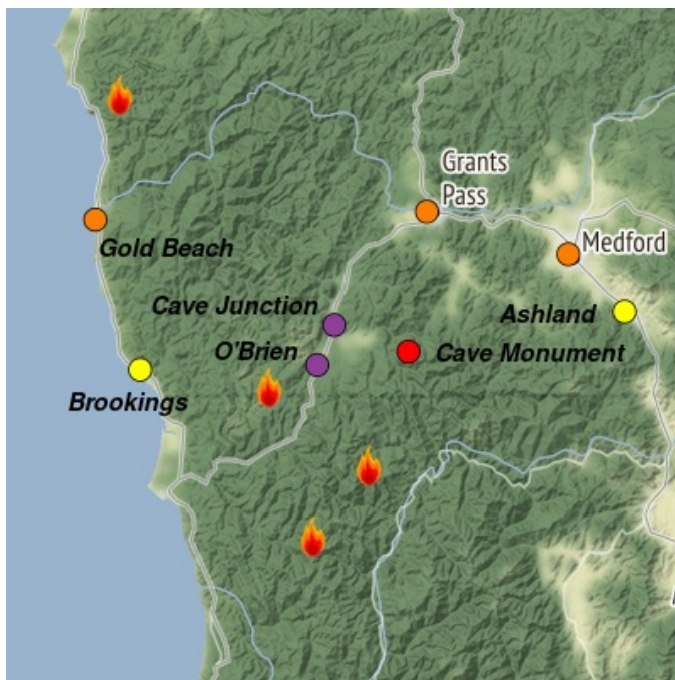 Grants
Pass
Gold Beach
Medford
Cave Junction
Ashland
O'Brien
Cave Monument
Brookings